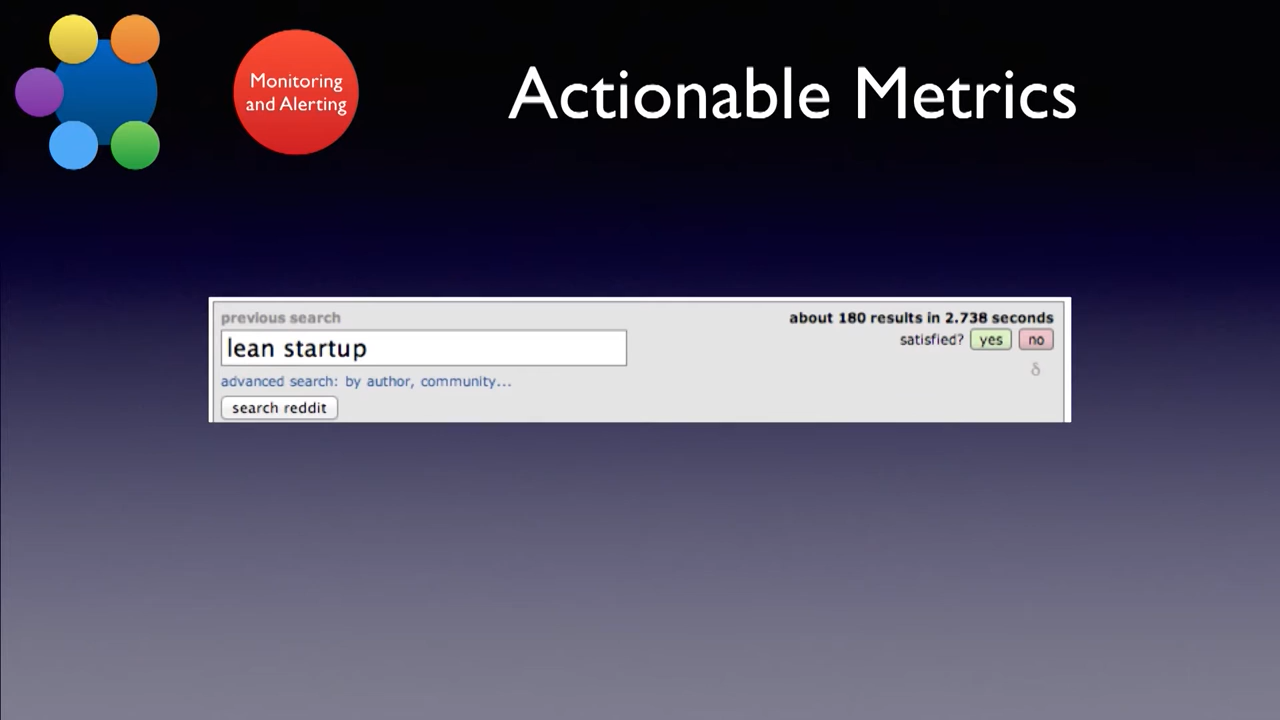 Monitoring
and Alerting
Actionable Metrics
previous search
about 180 results in 2.738 seconds
lean startup
satisfied? yes no
δ
advanced search: by author, community...
search reddit